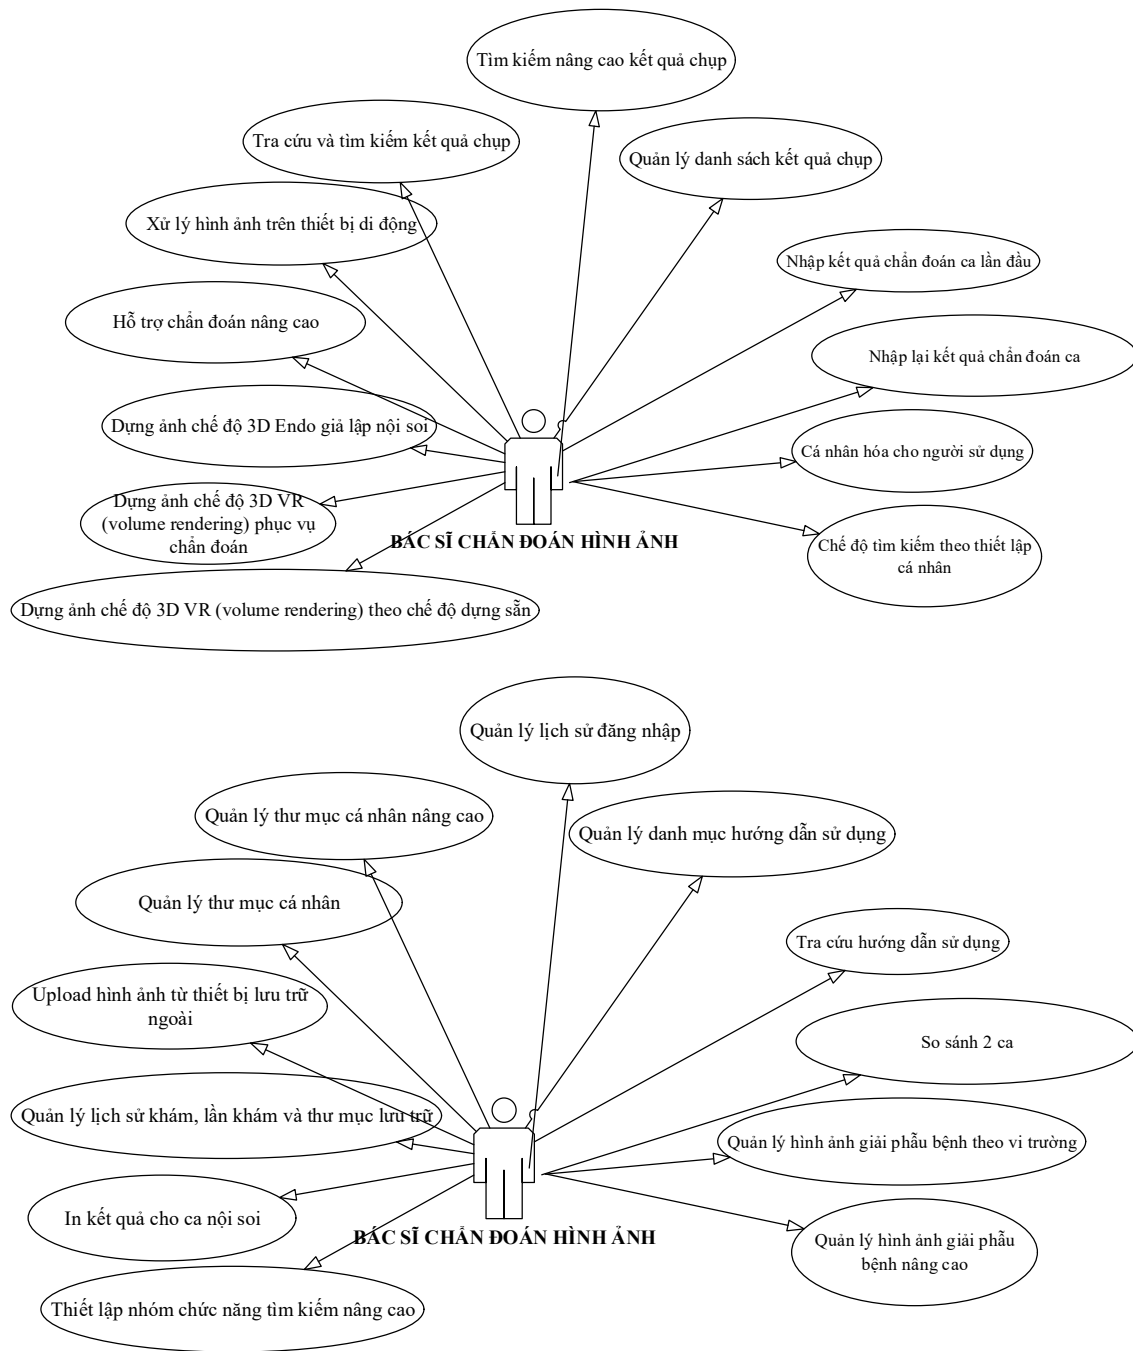 Tìm kiếm nâng cao kết quả chụp
Tra cứu và tìm kiếm kết quả chụp
Quản lý danh sách kết quả chụp
Xử lý hình ảnh trên thiết bị di động
Nhập kết quả chẩn đoán ca lần đầu
Hỗ trợ chẩn đoán nâng cao
Nhập lại kết quả chẩn đoán ca
Dựng ảnh chế độ 3D Endo giả lập nội soi
Cá nhân hóa cho người sử dụng
Dựng ảnh chế độ 3D VR
(volume rendering) phục vụ
chẩn đoán
BÁC SĨ CHẨN ĐOÁN HÌNH ẢNH
Chế độ tìm kiếm theo thiết lập
cá nhân
Dựng ảnh chế độ 3D VR (volume rendering) theo chế độ dựng sẵn
Quản lý lịch sử đăng nhập
Quản lý thư mục cá nhân nâng cao
Quản lý danh mục hướng dẫn sử dụng
Quản lý thư mục cá nhân
Tra cứu hướng dẫn sử dụng
Upload hình ảnh từ thiết bị lưu trữ
ngoài
So sánh 2 ca
Quản lý lịch sử khám, lần khám và thư mục lưu trữ
Quản lý hình ảnh giải phẫu bệnh theo vi trường
In kết quả cho ca nội soi
BÁC SĨ CHẨN ĐOÁN HÌNH ẢNH
Quản lý hình ảnh giải phẫu
bệnh nâng cao
Thiết lập nhóm chức năng tìm kiếm nâng cao